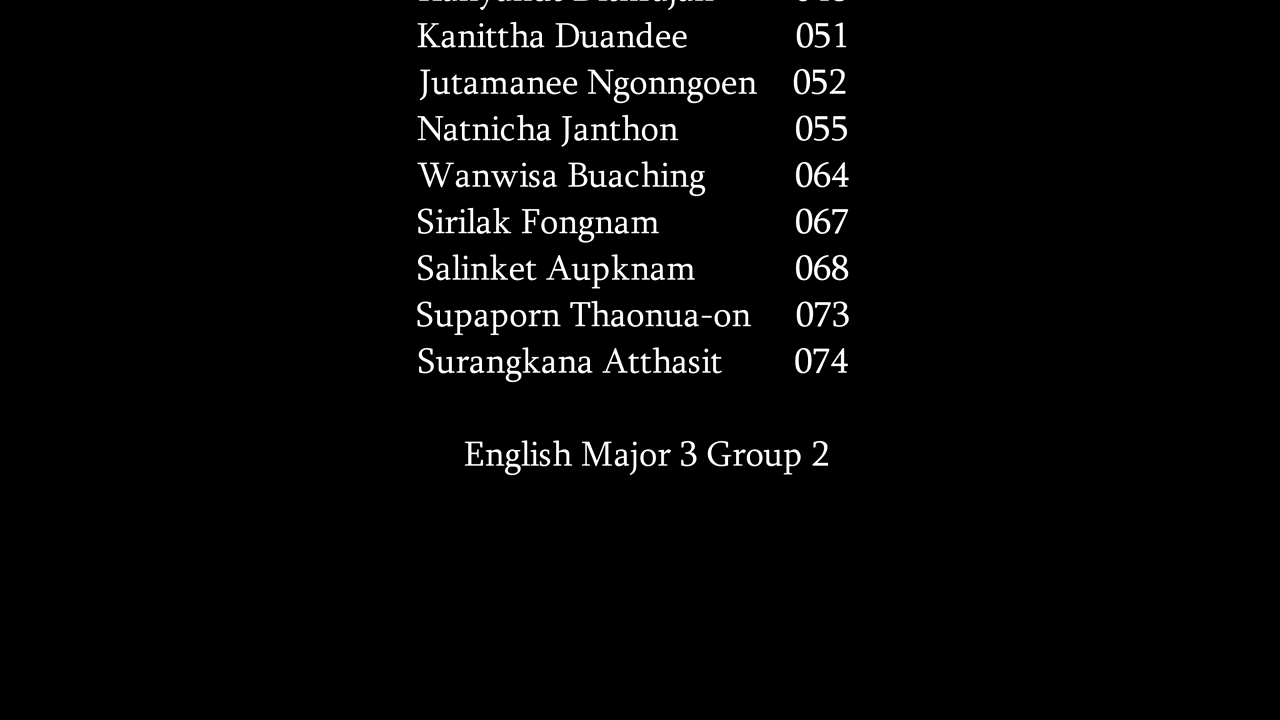 Kanittha Duandee 051
Jutamanee Ngonngoen 052
Natnicha Janthon 055
Wanwisa Buaching 064
Sirilak Fongnam 067
Salinket Aupknam 068
Supaporn Thaonua-on 073
Surangkana Atthasit 074
English Major 3 Group 2